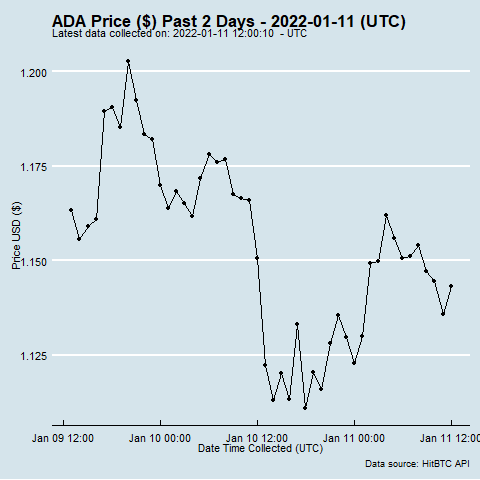 ADA Price ($) Past 2 Days - 2022-01-11 (UTC)
Latest data collected on: 2022-01-11 12:00:10 - UTC
1.200
1.175
1.150
1.125
Price USD ($)
Jan 09 12:00 Jan 10 00:00 Jan 10 12:00 Jan 11 00:00 Jan 11 12:00
Date Time Collected (UTC)
Data source: HitBTC API